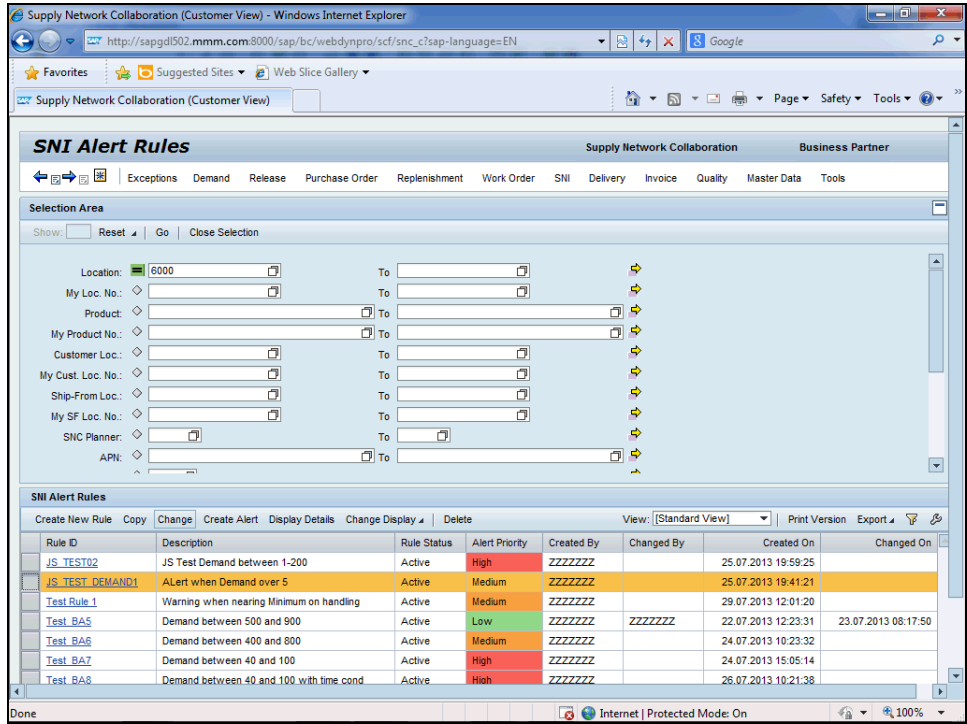 Supply Network Collaboration (Customer View) - Windows Internet Explorer
http://sapgdl502.mmm.com:8000/sap/bc/webdynpro/scf/snc_c?sap-language=EN
Google
Favorites Suggested Sites Web Slice Gallery
Supply Network Collaboration (Customer View) Page Safety Tools
SNI Alert Rules Supply Network Collaboration Business Partner
Exceptions Demand Release Purchase Order Replenishment Work Order SNI Delivery Invoice Quality Master Data Tools
Selection Area
Show: Reset Go Close Selection
Location: 6000 To
My Loc. No.: To
Product: To
My Product No.: To
Customer Loc.: To
My Cust. Loc. No.: To
Ship-From Loc.: To
My SF Loc. No.: To
SNC Planner: To
APN: To
SNI Alert Rules
Create New Rule Copy Change Create Alert Display Details Change Display Delete View: [Standard View] Print Version Export
Rule ID Description Rule Status Alert Priority Created By Changed By Created On Changed On
JS_TEST02 JS Test Demand between 1-200 Active High ZZZZZZZ 25.07.2013 19:59:25
JS_TEST_DEMAND1 ALert when Demand over 5 Active Medium ZZZZZZZ 25.07.2013 19:41:21
Test Rule 1 Warning when nearing Minimum on handling Active Medium ZZZZZZZ 29.07.2013 12:01:20
Test_BA5 Demand between 500 and 900 Active Low ZZZZZZZ ZZZZZZZ 22.07.2013 12:23:31 23.07.2013 08:17:50
Test_BA6 Demand between 400 and 800 Active Medium ZZZZZZZ 24.07.2013 10:23:32
Test_BA7 Demand between 40 and 100 Active High ZZZZZZZ 24.07.2013 15:05:14
Test_BA8 Demand between 40 and 100 with time cond Active High ZZZZZZZ 26.07.2013 10:21:38
Done Internet | Protected Mode: On 100%